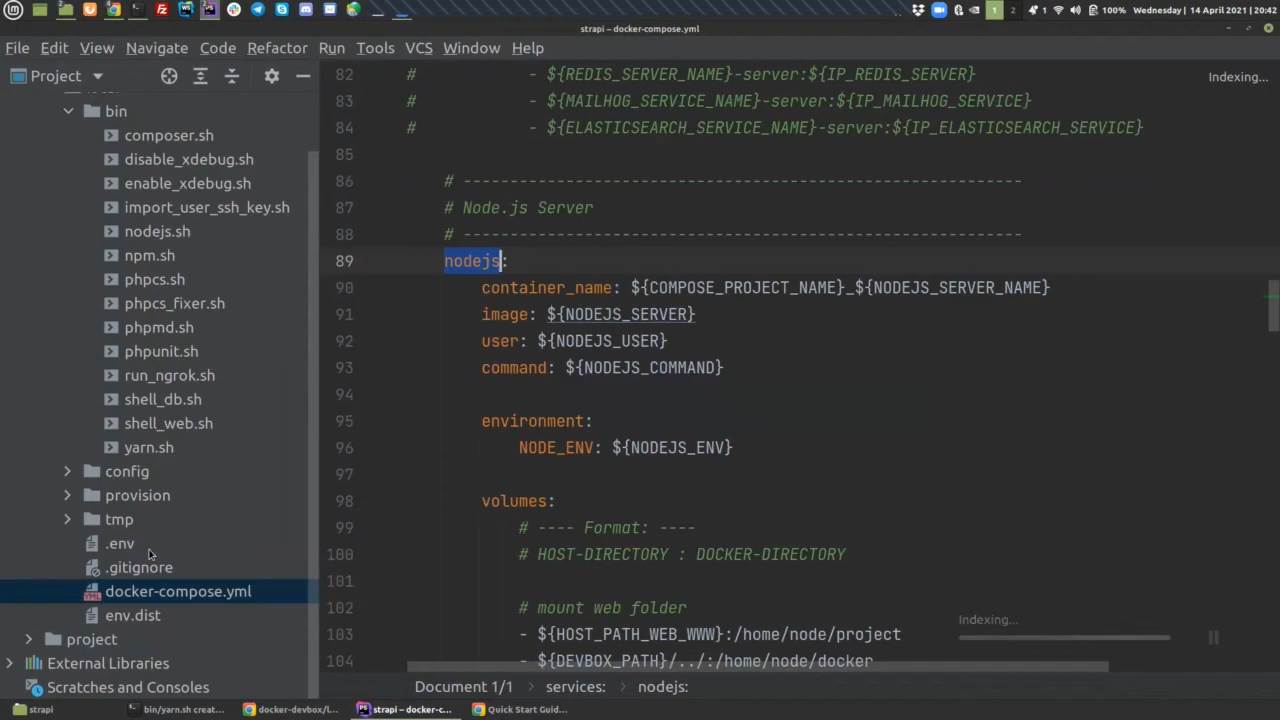 1
2
1
100%
Wednesday | 14 April 2021 | 20:42
strapi – docker-compose.yml
File Edit View Navigate Code Refactor Run Tools VCS Window Help
Project
Indexing...
bin
composer.sh
disable_xdebug.sh
enable_xdebug.sh
import_user_ssh_key.sh
nodejs.sh
npm.sh
phpcs.sh
phpcs_fixer.sh
phpmd.sh
phpunit.sh
run_ngrok.sh
shell_db.sh
shell_web.sh
yarn.sh
config
provision
tmp
.env
.gitignore
docker-compose.yml
env.dist
project
External Libraries
Scratches and Consoles
82 # - ${REDIS_SERVER_NAME}-server:${IP_REDIS_SERVER}
83 # - ${MAILHOG_SERVICE_NAME}-server:${IP_MAILHOG_SERVICE}
84 # - ${ELASTICSEARCH_SERVICE_NAME}-server:${IP_ELASTICSEARCH_SERVICE}
85
86 # ------------------------------------------------------------
87 # Node.js Server
88 # ------------------------------------------------------------
89 nodejs:
90 container_name: ${COMPOSE_PROJECT_NAME}_${NODEJS_SERVER_NAME}
91 image: ${NODEJS_SERVER}
92 user: ${NODEJS_USER}
93 command: ${NODEJS_COMMAND}
94
95 environment:
96 NODE_ENV: ${NODEJS_ENV}
97
98 volumes:
99 # ---- Format: ----
100 # HOST-DIRECTORY : DOCKER-DIRECTORY
101
102 # mount web folder
103 - ${HOST_PATH_WEB_WWW}:/home/node/project
104 - ${DEVBOX_PATH}/../:/home/node/docker
Indexing...
Document 1/1 services: nodejs:
strapi
bin/yarn.sh creat...
docker-devbox/l...
strapi – docker-c...
Quick Start Guid...